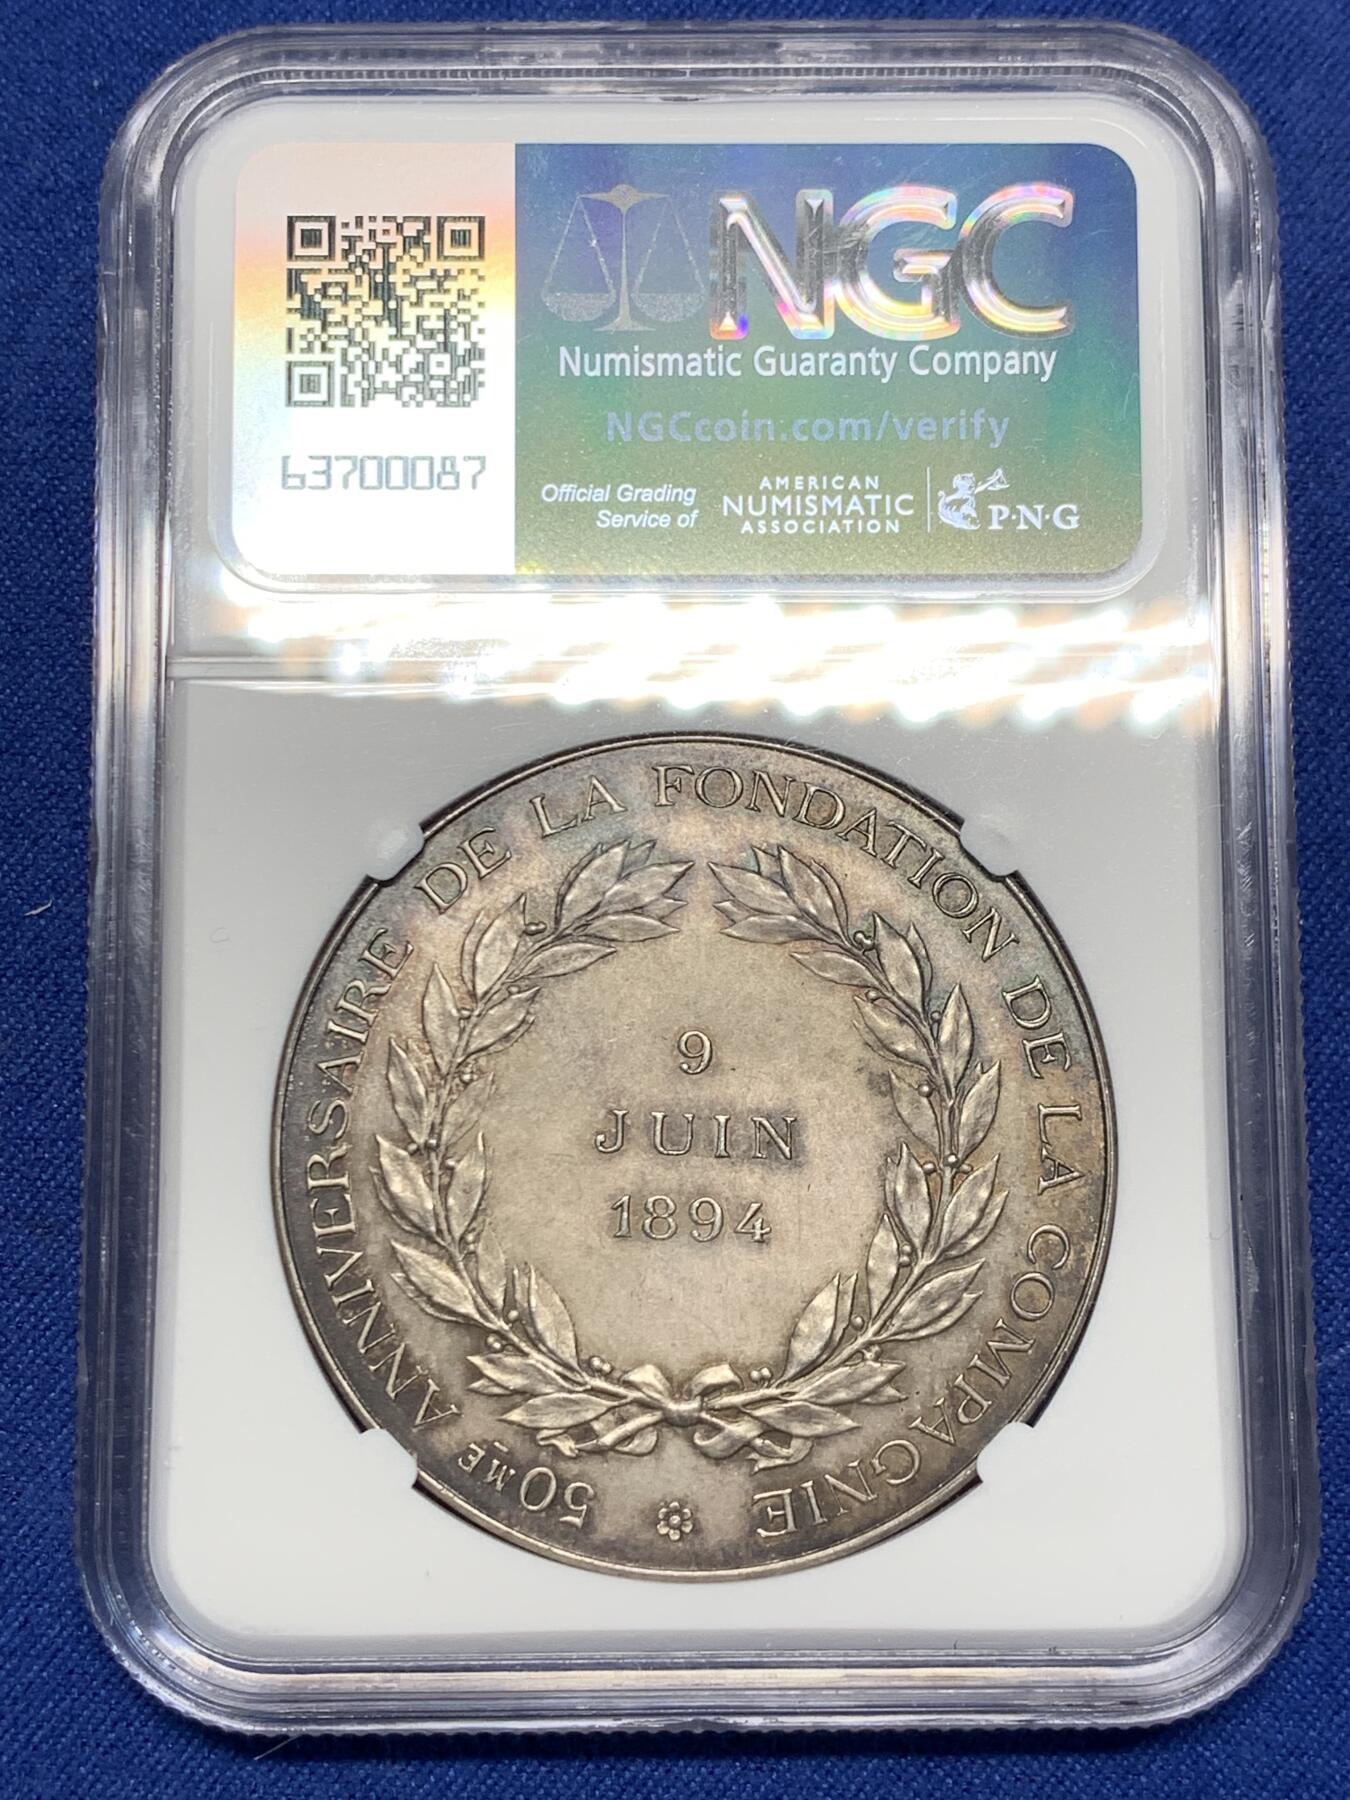 NGC
Numismatic Guaranty Company
NGCcoin.com/verify
63700087
Official Grading
Service of
AMERICAN
NUMISMATIC
ASSOCIATION
P·N·G
50ME ANNIVERSAIRE DE LA FONDATION DE LA COMPAGNIE
9
JUIN
1894